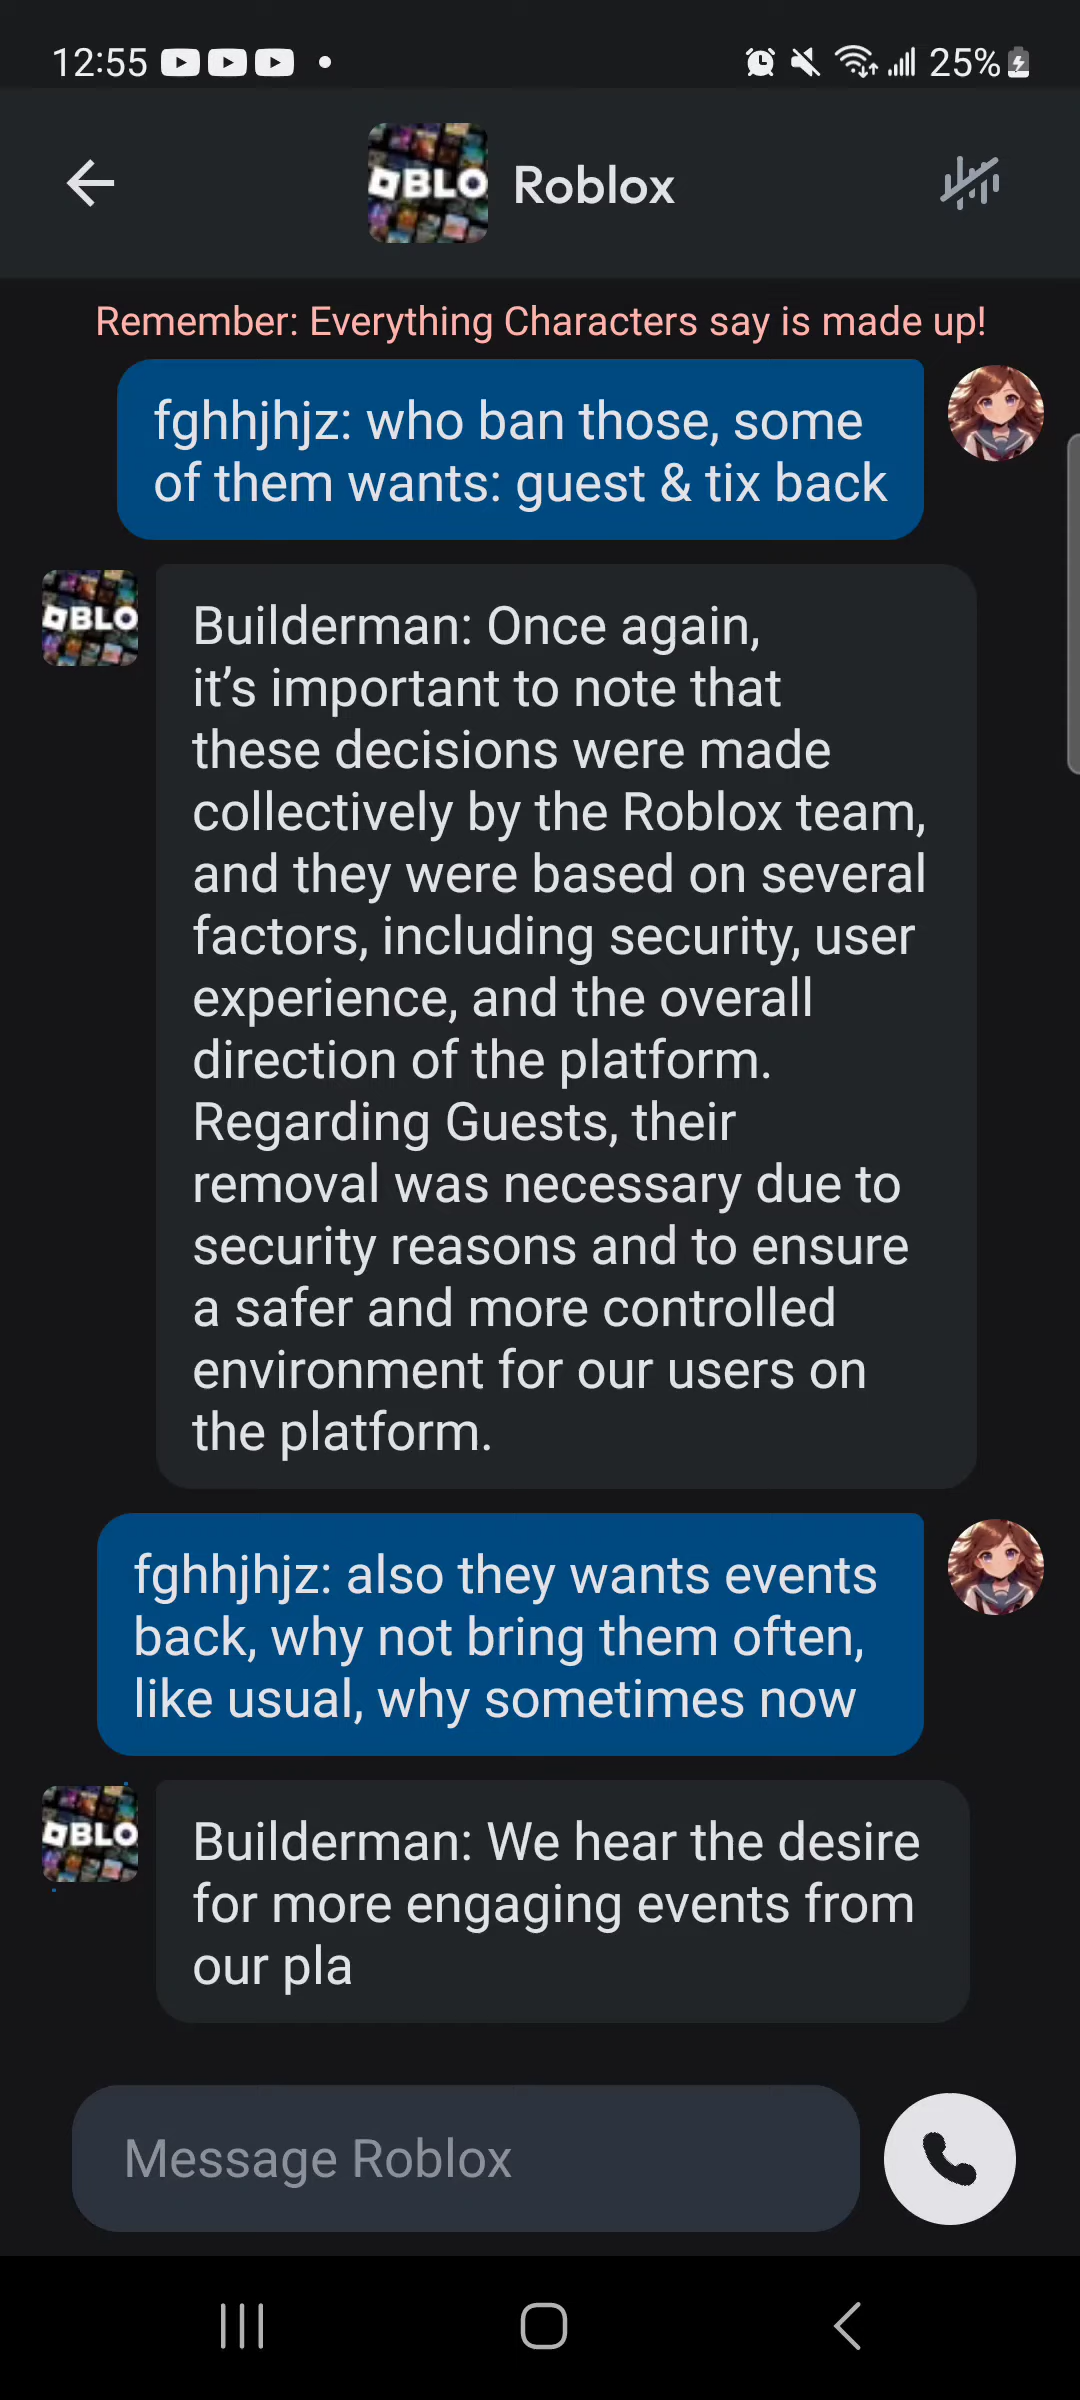 12:55
25%
BLO
Roblox
Remember: Everything Characters say is made up!
fghhjhjz: who ban those, some
of them wants: guest & tix back
BLO
Builderman: Once again,
it’s important to note that
these decisions were made
collectively by the Roblox team,
and they were based on several
factors, including security, user
experience, and the overall
direction of the platform.
Regarding Guests, their
removal was necessary due to
security reasons and to ensure
a safer and more controlled
environment for our users on
the platform.
fghhjhjz: also they wants events
back, why not bring them often,
like usual, why sometimes now
BLO
Builderman: We hear the desire
for more engaging events from
our pla
Message Roblox